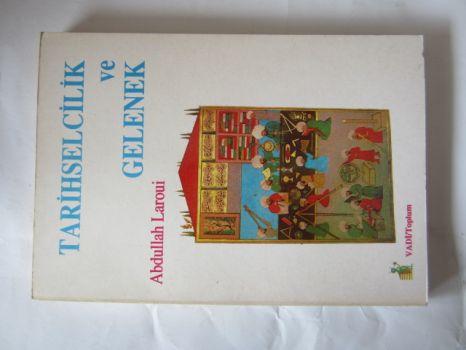 TARİHSELCİLİK
ve
GELENEK
Abdullah Laroui
VADİ/Toplum